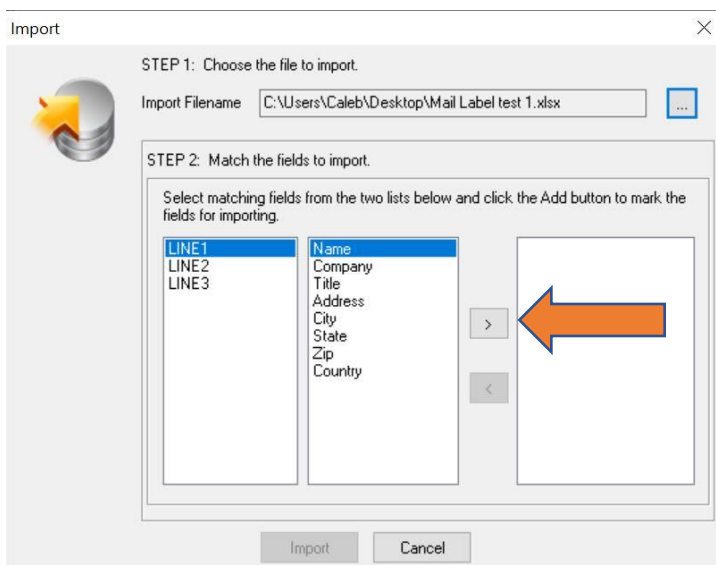 Import
STEP 1: Choose the file to import.
Import Filename C:\Users\Caleb\Desktop\Mail Label test 1.xlsx ...
STEP 2: Match the fields to import.
Select matching fields from the two lists below and click the Add button to mark the
fields for importing.
LINE1
LINE2
LINE3
Name
Company
Title
Address
City
State
Zip
Country
>
<
Import Cancel